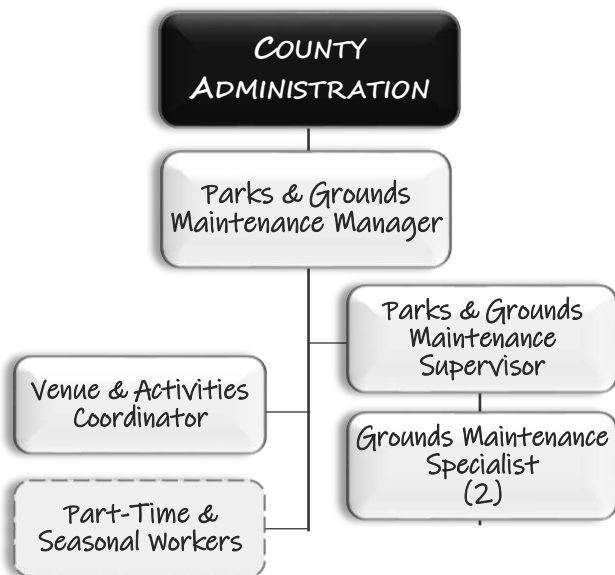 COUNTY
ADMINISTRATION
Parks & Grounds
Maintenance Manager
Parks & Grounds
Maintenance
Supervisor
Venue & Activities
Coordinator
Grounds Maintenance
Specialist
(2)
Part-Time &
Seasonal Workers